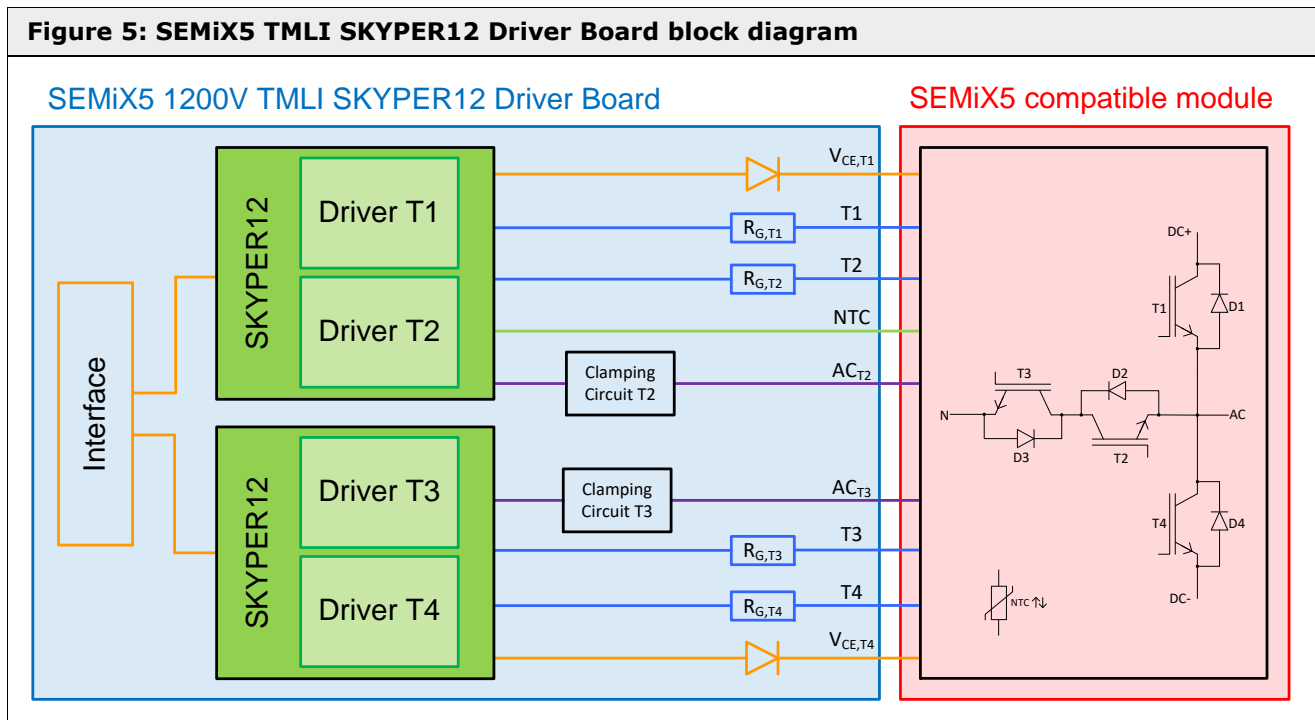 Figure 5: SEMiX5 TMLI SKYPER12 Driver Board block diagram
SEMiX5 1200V TMLI SKYPER12 Driver Board
SEMiX5 compatible module
Interface
SKYPER12
Driver T1
Driver T2
SKYPER12
Driver T3
Driver T4
VCE,T1
RG,T1
T1
RG,T2
T2
NTC
Clamping
Circuit T2
ACT2
Clamping
Circuit T3
ACT3
RG,T3
T3
RG,T4
T4
VCE,T4
DC+
T1
D1
T3
D2
N
AC
D3
T2
T4
D4
DC-
NTC ↑↓